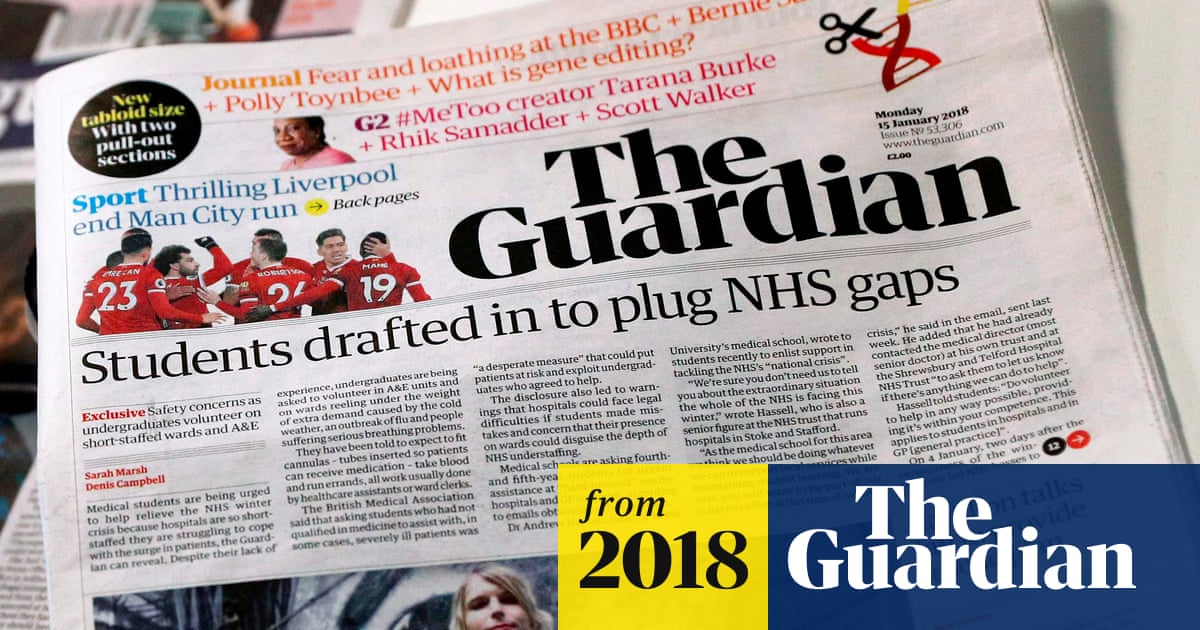 New
tabloid size
With two
pull-out
sections
Journal Fear and loathing at the BBC + Bernie
+ Polly Toynbee + What is gene editing?
G2 #MeToo creator Tarana Burke
+ Rhik Samadder + Scott Walker
Sport Thrilling Liverpool
end Man City run
Back pages
Monday
15 January 2018
Issue № 53,306
www.theguardian.com
£2.00
The
Guardian
23
ROBERTSON
26
MANÉ
19
Students drafted in to plug NHS gaps
Exclusive Safety concerns as
undergraduates volunteer on
short-staffed wards and A&E
Sarah Marsh
Denis Campbell
Medical students are being urged
to help relieve the NHS winter
crisis because hospitals are so short-
staffed they are struggling to cope
with the surge in patients, the Guard-
ian can reveal. Despite their lack of
experience, undergraduates are being
asked to volunteer in A&E units and
on wards reeling under the weight
of extra demand caused by the cold
weather, an outbreak of flu and people
suffering serious breathing problems.
They have been told to expect to fit
cannulas - tubes inserted so patients
can receive medication - take blood
and run errands, all work usually done
by healthcare assistants or ward clerks.
The British Medical Association
said that asking students who had not
qualified in medicine to assist with, in
some cases, severely ill patients was
"a desperate measure" that could put
patients at risk and exploit undergrad-
uates who agreed to help.
The disclosure also led to warn-
ings that hospitals could face legal
difficulties if students made mis-
takes and concern that their presence
on wards could disguise the depth of
NHS understaffing.
Medical schools are asking fourth-
and fifth-year students for urgent
assistance at
hospitals and
to emails
Dr Andrew
University's medical school, wrote to
students recently to enlist support in
tackling the NHS's "national crisis".
"We're sure you don't need us to tell
you about the extraordinary situation
the whole of the NHS is facing this
winter," wrote Hassell, who is also a
senior figure at the NHS trust that runs
hospitals in Stoke and Stafford.
"As the medical school for this area
we think we should be doing whatever
we can
services while
crisis," he said in the email, sent last
week. He added that he had already
contacted the medical director (most
senior doctor) at his own trust and at
the Shrewsbury and Telford Hospital
NHS Trust "to ask them to let us know
if there's anything we can do to help".
Hassell told students: "Do volunteer
to help in any way possible, provid-
ing it's within your competence. This
applies to students in hospitals and in
GP [general practice]."
On 4 January, two days after the
12
from
2018
The
Guardian